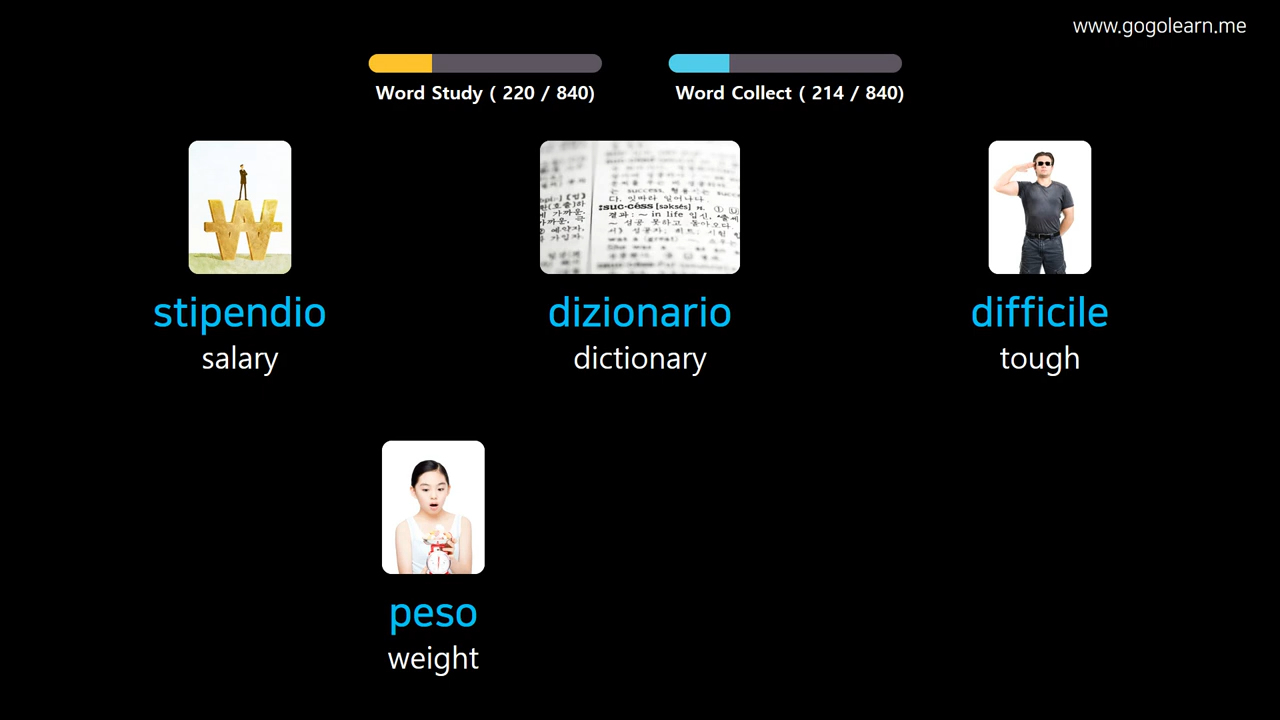 www.gogolearn.me
Word Study ( 220 / 840)
Word Collect ( 214 / 840)
stipendio
salary
dizionario
dictionary
difficile
tough
peso
weight